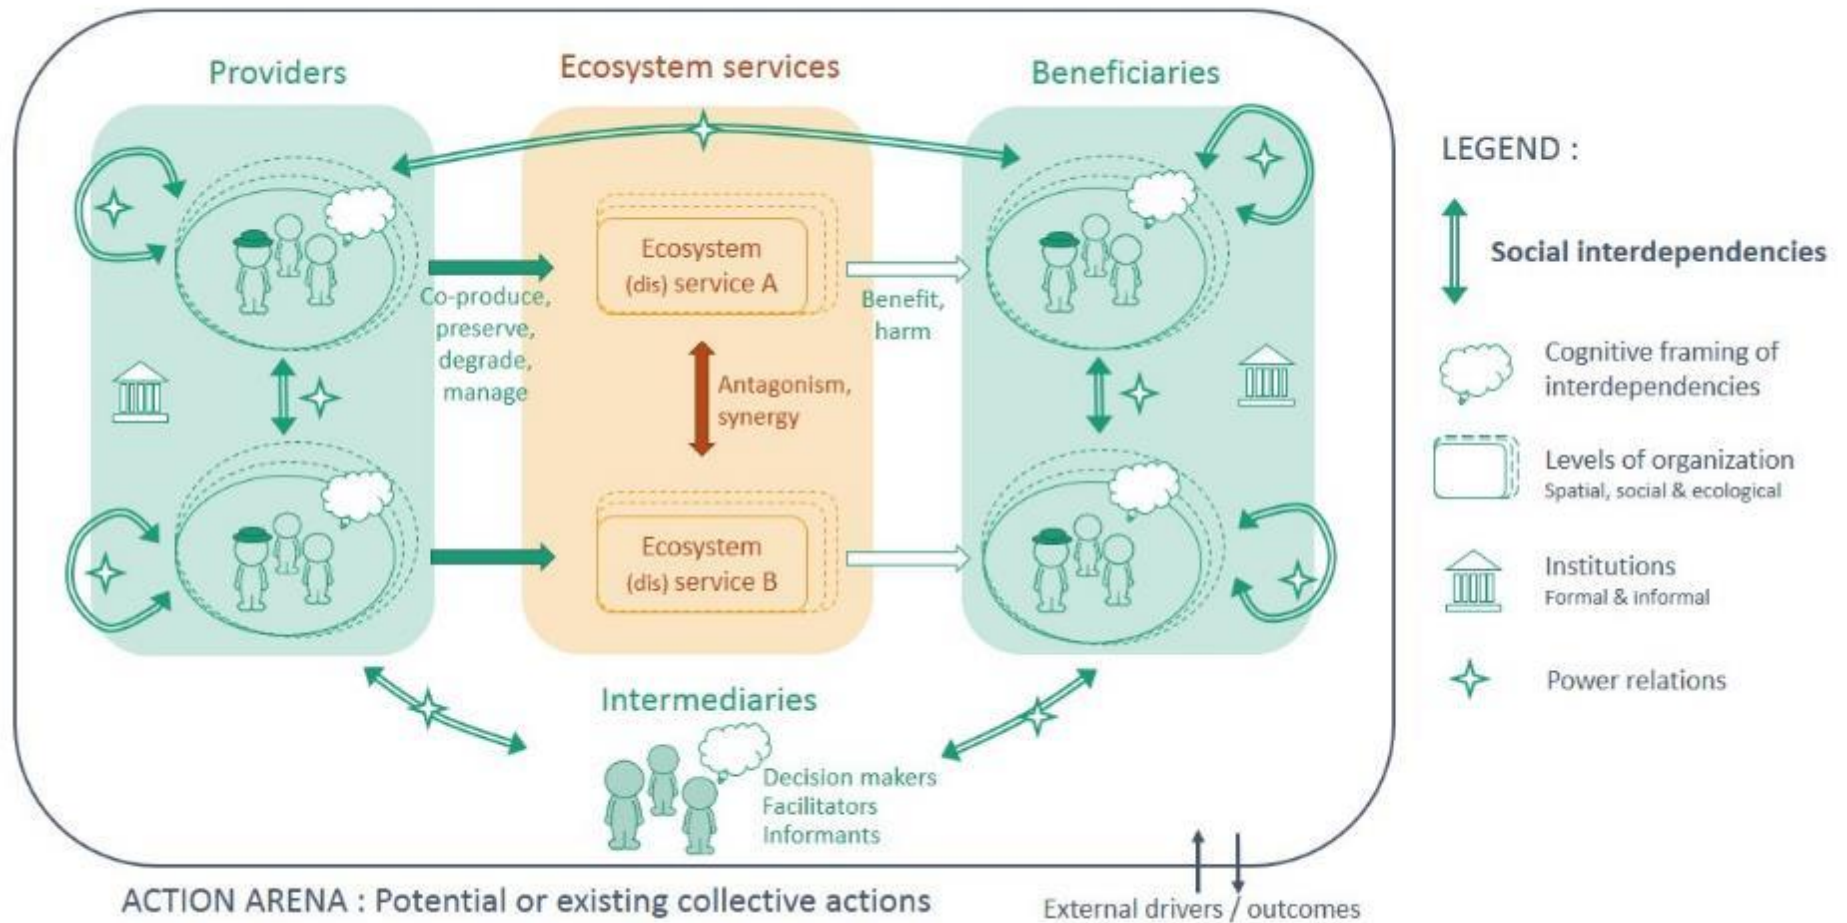 Providers
Ecosystem services
Beneficiaries
Co-produce,
preserve,
degrade,
manage
Ecosystem
(dis) service A
Benefit,
harm
Antagonism,
synergy
Ecosystem
(dis) service B
Intermediaries
Decision makers
Facilitators
Informants
ACTION ARENA : Potential or existing collective actions
External drivers / outcomes
LEGEND :
Social interdependencies
Cognitive framing of
interdependencies
Levels of organization
Spatial, social & ecological
Institutions
Formal & informal
Power relations